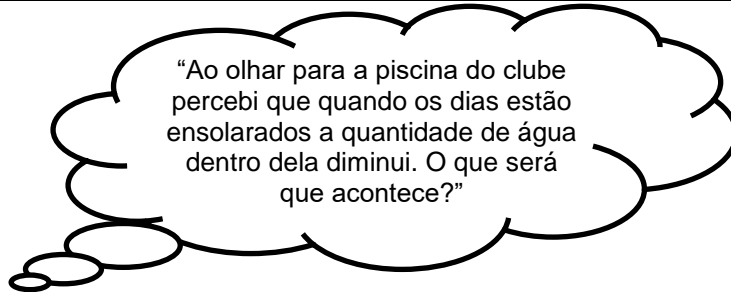 “Ao olhar para a piscina do clube
percebi que quando os dias estão
ensolarados a quantidade de água
dentro dela diminui. O que será
que acontece?”